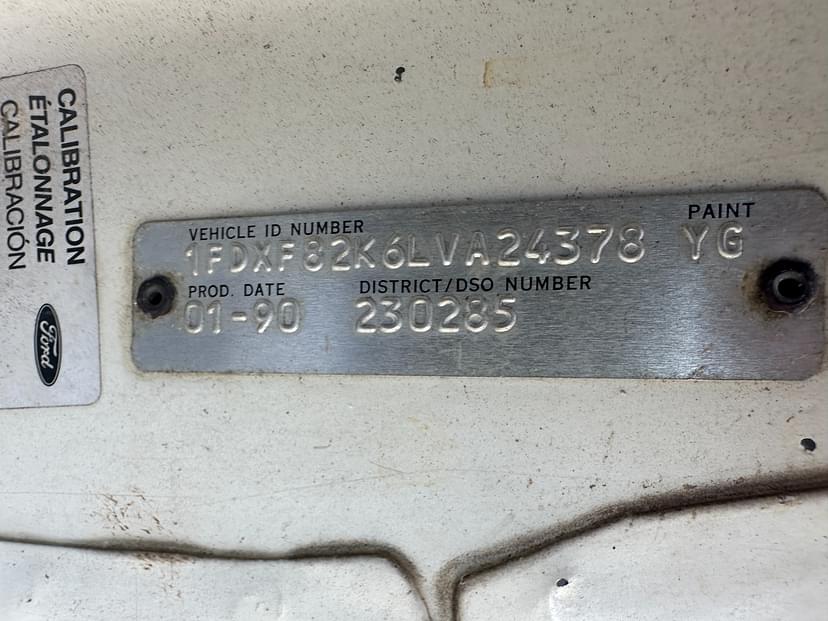 CALIBRATION
ÉTALONNAGE
CALIBRACIÓN
Ford
VEHICLE ID NUMBER PAINT
1FDXF82K6LVA24378 YG
PROD. DATE DISTRICT/DSO NUMBER
01-90 230285